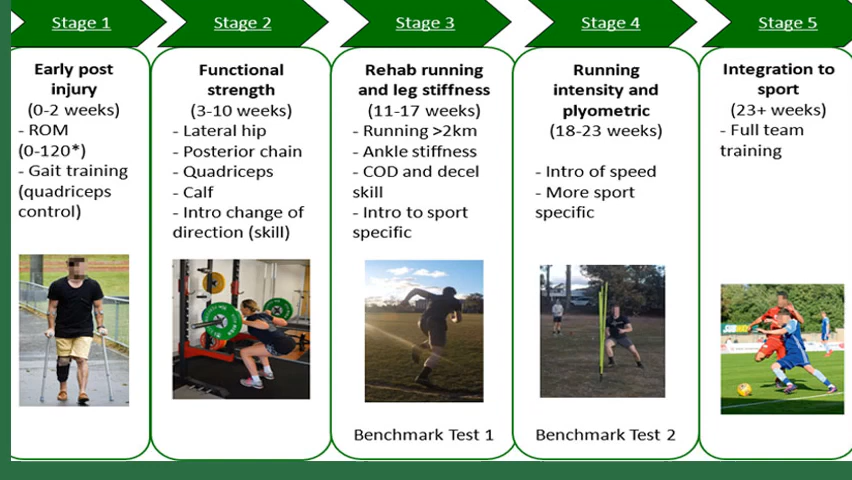 Stage 1
Stage 2
Stage 3
Stage 4
Stage 5
Early post
injury
(0-2 weeks)
- ROM
(0-120*)
- Gait training
(quadriceps
control)
Functional
strength
(3-10 weeks)
- Lateral hip
- Posterior chain
- Quadriceps
- Calf
- Intro change of
direction (skill)
Rehab running
and leg stiffness
(11-17 weeks)
- Running >2km
- Ankle stiffness
- COD and decel
skill
- Intro to sport
specific
Benchmark Test 1
Running
intensity and
plyometric
(18-23 weeks)
- Intro of speed
- More sport
specific
Benchmark Test 2
Integration to
sport
(23+ weeks)
- Full team
training
SUBWAY